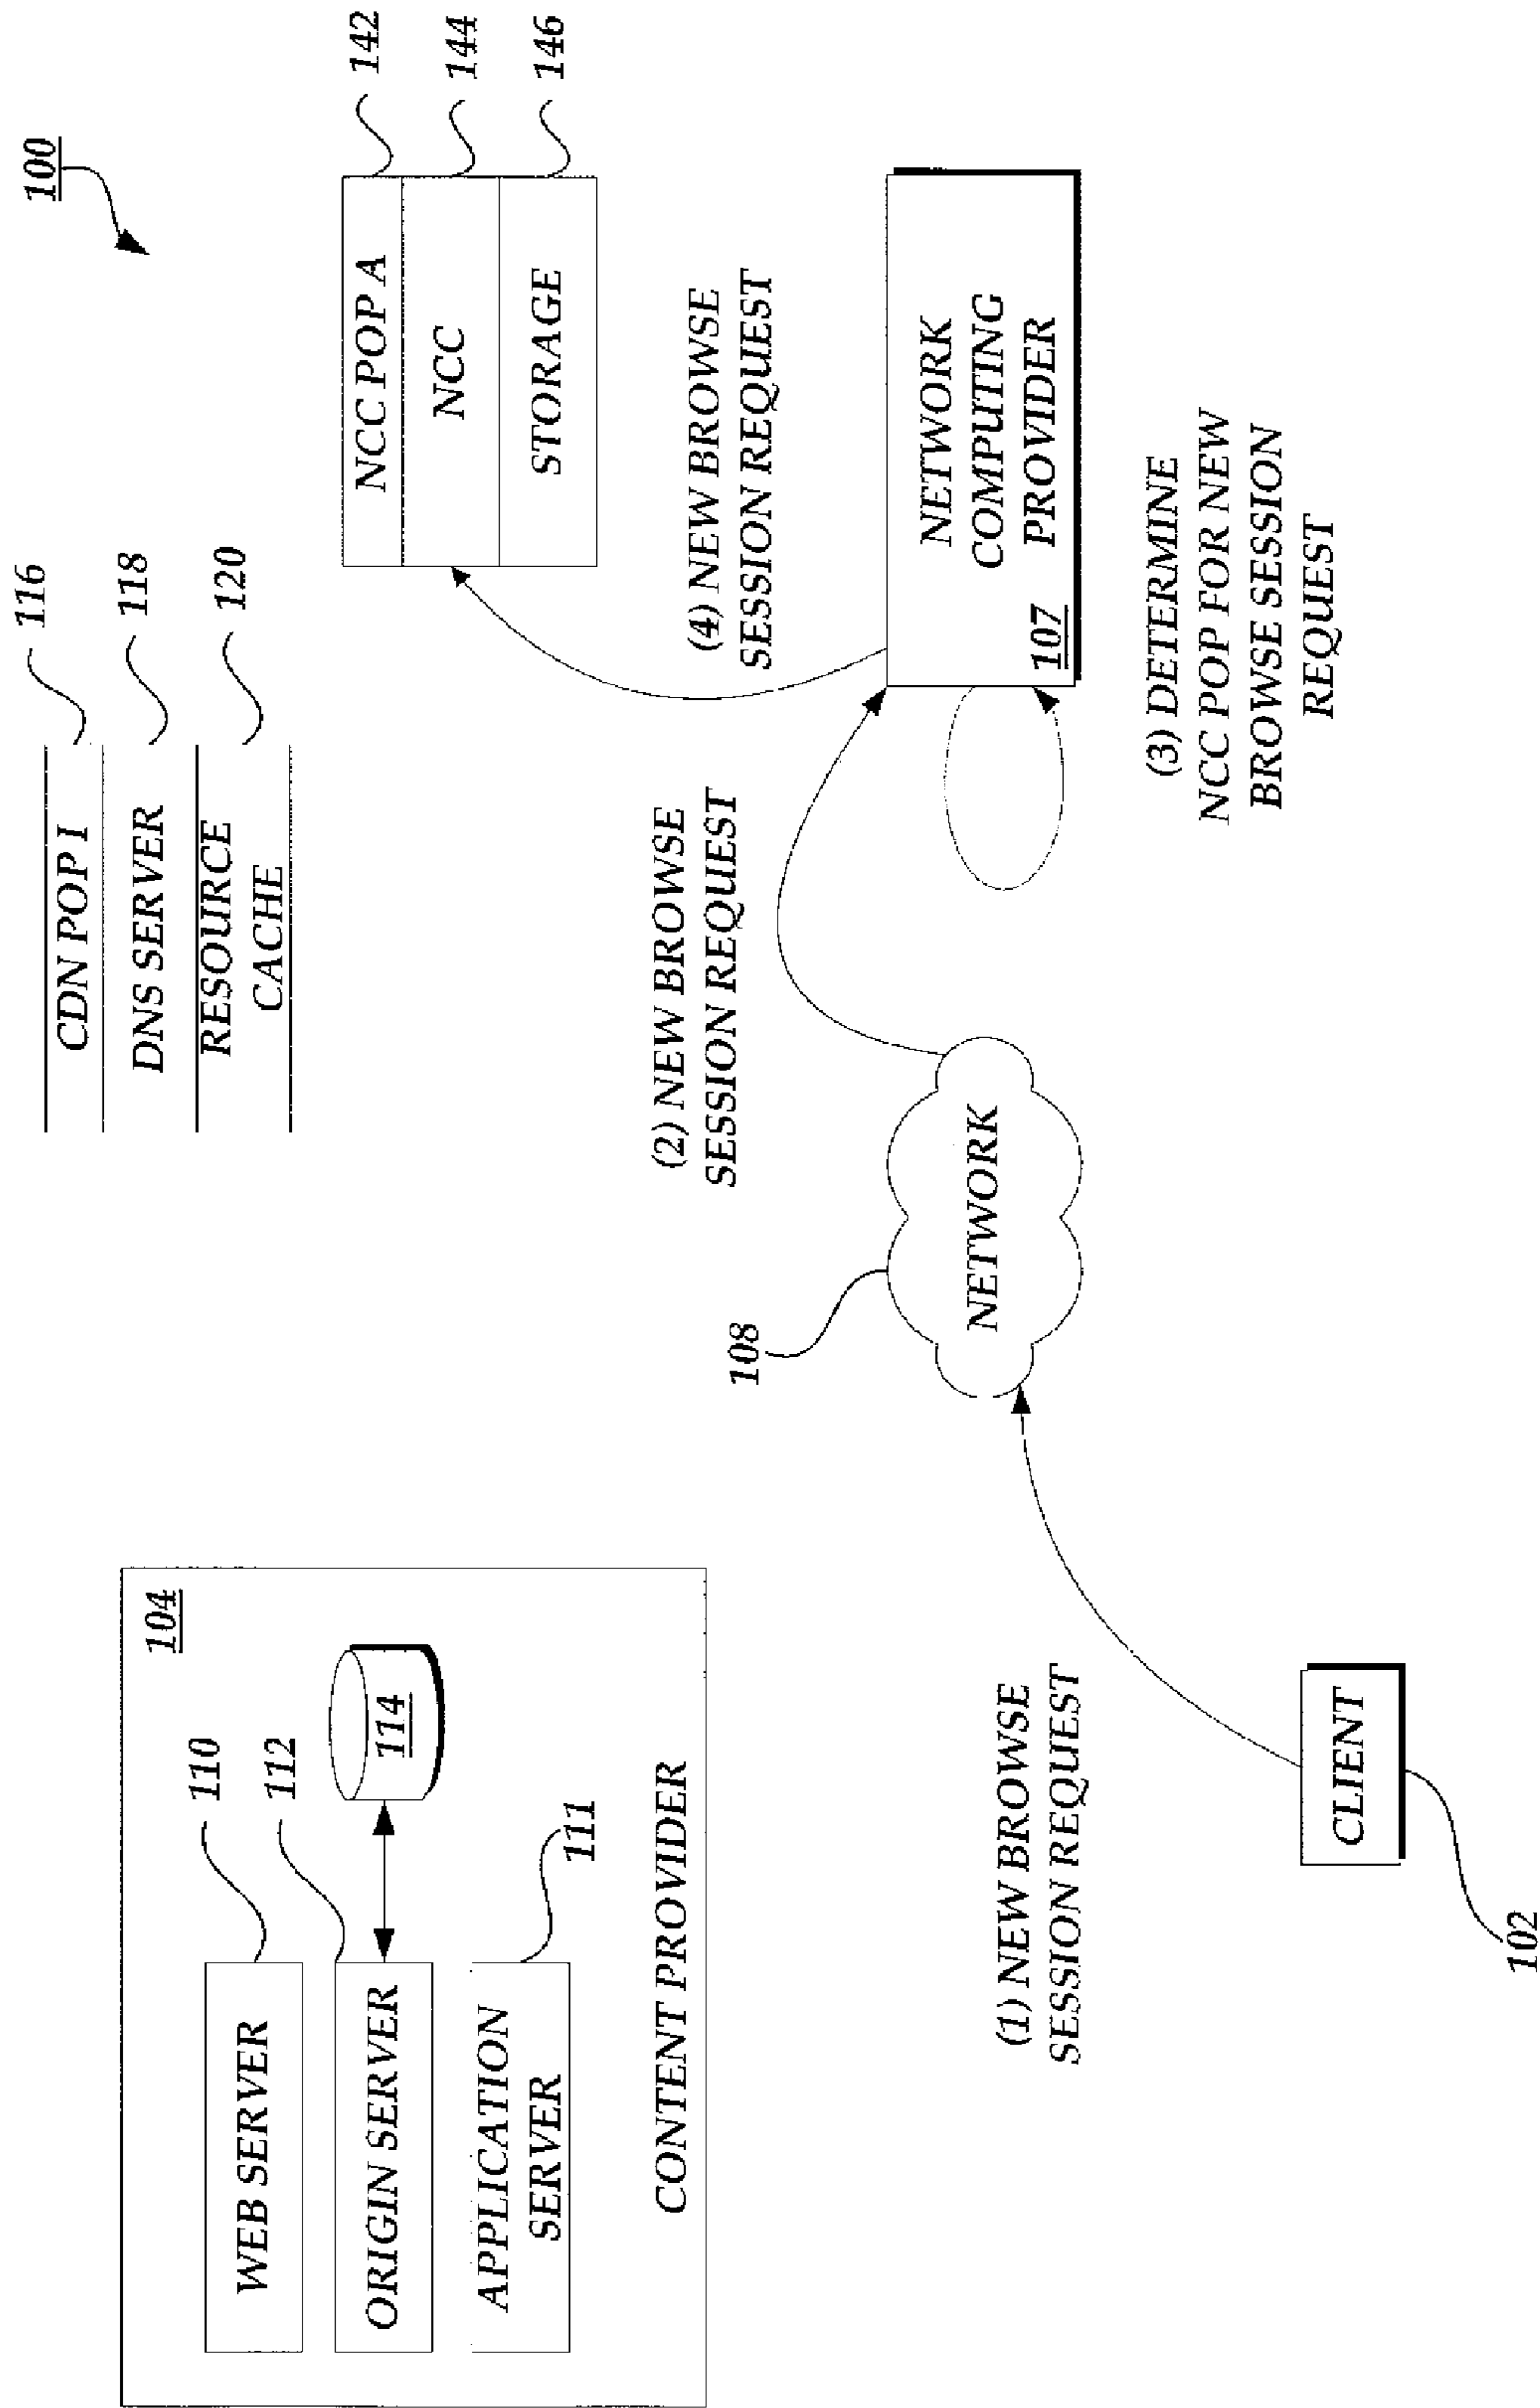 100
104
110
WEB SERVER
112
ORIGIN SERVER
114
APPLICATION
SERVER
111
CONTENT PROVIDER
CDN POP I
116
DNS SERVER
118
RESOURCE
CACHE
120
NCC POP A
142
NCC
144
STORAGE
146
(1) NEW BROWSE
SESSION REQUEST
CLIENT
102
108
NETWORK
(2) NEW BROWSE
SESSION REQUEST
(4) NEW BROWSE
SESSION REQUEST
NETWORK
COMPUTING
PROVIDER
107
(3) DETERMINE
NCC POP FOR NEW
BROWSE SESSION
REQUEST